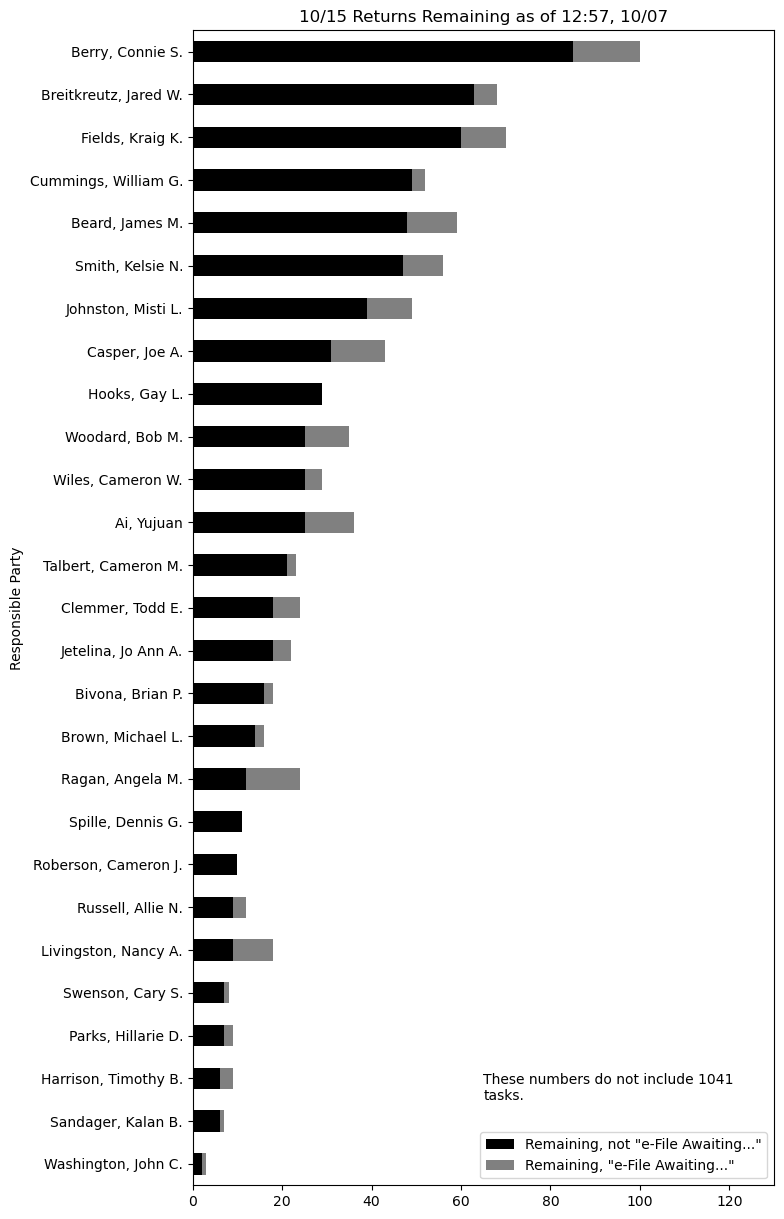 10/15 Returns Remaining as of 12:57, 10/07
Responsible Party
Berry, Connie S.
Breitkreutz, Jared W.
Fields, Kraig K.
Cummings, William G.
Beard, James M.
Smith, Kelsie N.
Johnston, Misti L.
Casper, Joe A.
Hooks, Gay L.
Woodard, Bob M.
Wiles, Cameron W.
Ai, Yujuan
Talbert, Cameron M.
Clemmer, Todd E.
Jetelina, Jo Ann A.
Bivona, Brian P.
Brown, Michael L.
Ragan, Angela M.
Spille, Dennis G.
Roberson, Cameron J.
Russell, Allie N.
Livingston, Nancy A.
Swenson, Cary S.
Parks, Hillarie D.
Harrison, Timothy B.
Sandager, Kalan B.
Washington, John C.
These numbers do not include 1041
tasks.
Remaining, not "e-File Awaiting..."
Remaining, "e-File Awaiting..."
0 20 40 60 80 100 120